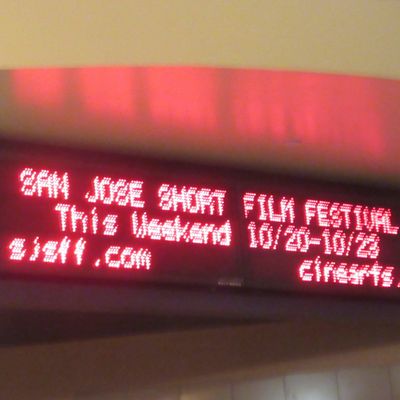 SAN JOSE SHORT FILM FESTIVAL
This Weekend 10/20-10/23
sjsff.com cinearts.